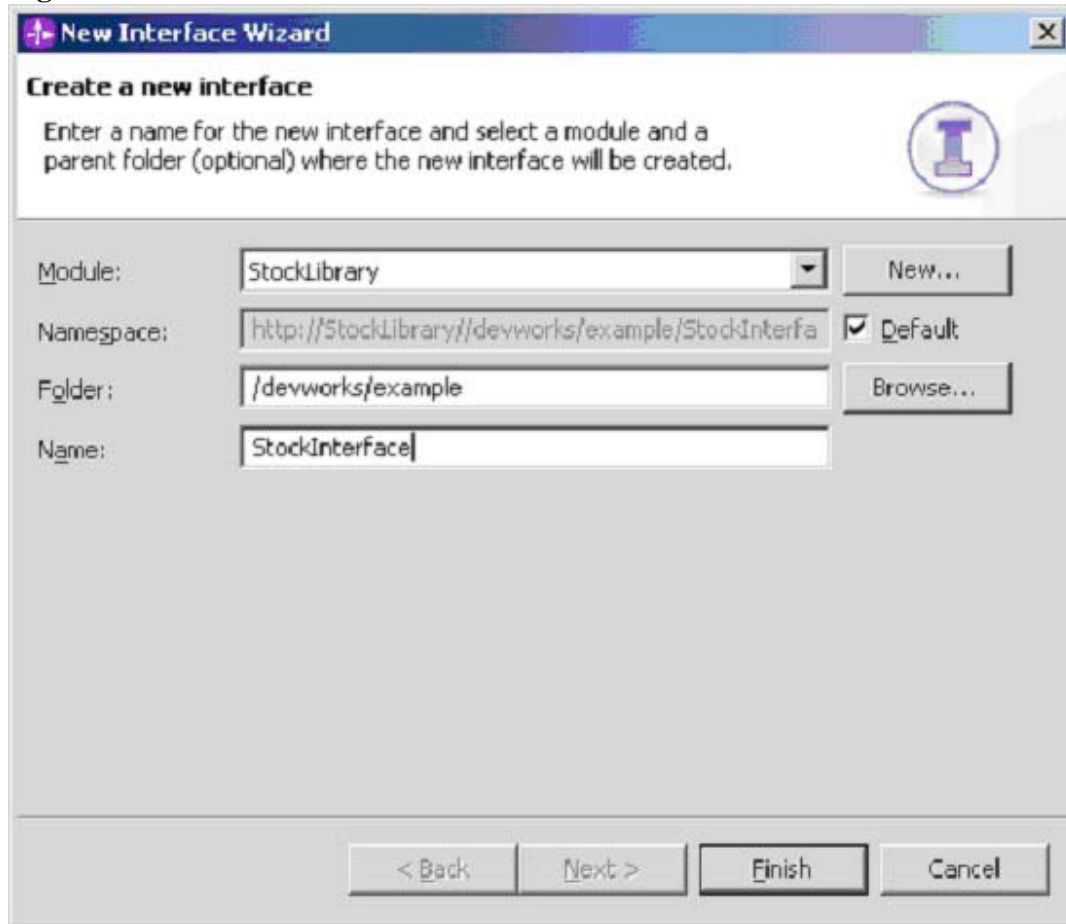 New Interface Wizard
Create a new interface
Enter a name for the new interface and select a module and a
parent folder (optional) where the new interface will be created.
Module: StockLibrary New...
Namespace: http://StockLibrary//devworks/example/StockInterfa Default
Folder: /devworks/example Browse...
Name: StockInterface
< Back Next > Finish Cancel